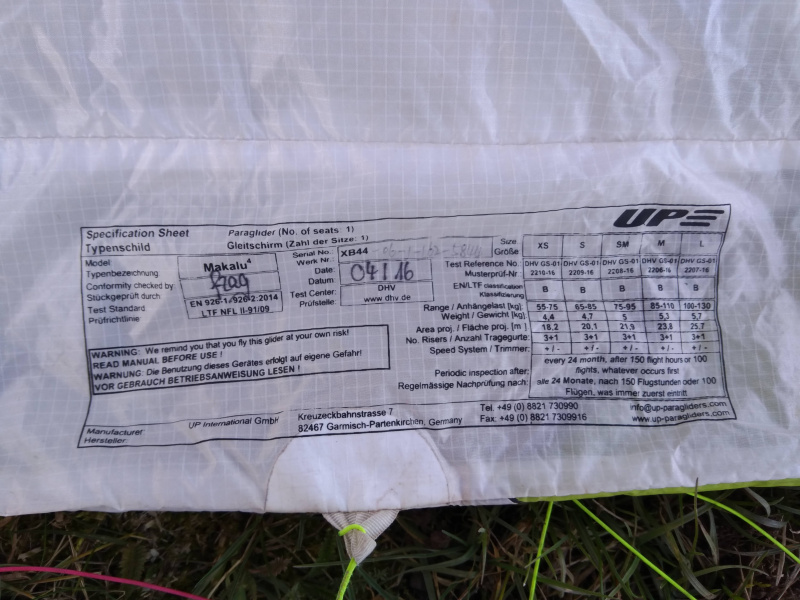 UP
Specification Sheet Paraglider (No. of seats: 1)
Typenschild Gleitschirm (Zahl der Sitze: 1)
Model
Typenbezeichnung
Makalu⁴
Conformity checked by
Stückgeprüft durch
Test Standard
Prüfrichtlinie
EN 926-1/926-2:2014
LTF NFL II-91/09
Serial No.
Werk Nr.:
XB44
Date:
Datum
04/16
Test Center:
Prüfstelle:
DHV
www.dhv.de
Size XS S SM M L
Größe
Test Reference No. DHV GS-01 DHV GS-01 DHV GS-01 DHV GS-01 DHV GS-01
Musterprüf-Nr 2210-16 2209-16 2208-16 2206-16 2207-16
EN/LTF classification B B B B B
Klassifizierung
Range / Anhängelast [kg]: 55-75 65-85 75-95 85-110 100-130
Weight / Gewicht [kg]: 4,4 4,7 5 5,3 5,7
Area proj. / Fläche proj. [m ]: 18,2 20,1 21,9 23,8 25,7
No. Risers / Anzahl Tragegurte: 3+1 3+1 3+1 3+1 3+1
Speed System / Trimmer: +/- +/- +/- +/- +/-
Periodic inspection after: every 24 month, after 150 flight hours or 100
flights, whatever occurs first
Regelmässige Nachprüfung nach: alle 24 Monate, nach 150 Flugstunden oder 100
Flügen, was immer zuerst eintritt
WARNING: We remind you that you fly this glider at your own risk!
READ MANUAL BEFORE USE !
WARNUNG: Die Benutzung dieses Gerätes erfolgt auf eigene Gefahr!
VOR GEBRAUCH BETRIEBSANWEISUNG LESEN !
Manufacturer
Hersteller
UP International GmbH
Kreuzeckbahnstrasse 7
82467 Garmisch-Partenkirchen, Germany
Tel. +49 (0) 8821 730990
Fax: +49 (0) 8821 7309916
info@up-paragliders.com
www.up-paragliders.com